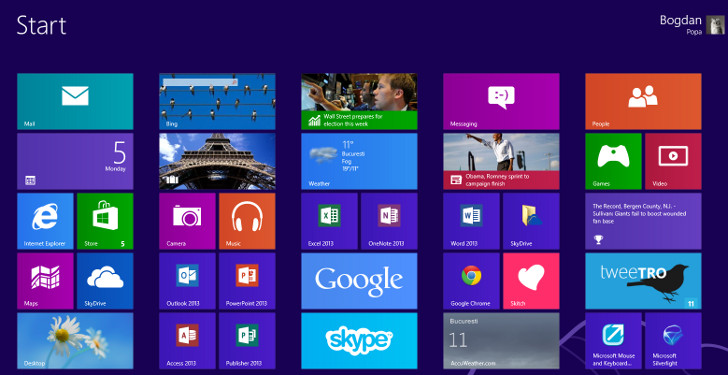 Start
Bogdan
Popa
Mail
Bing
Wall Street prepares for
election this week
:-)
Messaging
People
5
Monday
11°
Bucuresti
Fog
19°/11°
Weather
Obama, Romney sprint to
campaign finish
Games
Video
Internet Explorer
Store
5
Camera
Music
Excel 2013
OneNote 2013
Word 2013
SkyDrive
The Record, Bergen County, N.J. -
Sullivan: Giants fail to boost wounded
fan base
Maps
SkyDrive
Outlook 2013
PowerPoint 2013
Google
Google Chrome
Skitch
tweeTRO
11
Desktop
Access 2013
Publisher 2013
skype
Bucuresti
11
AccuWeather.com
Microsoft Mouse
and Keyboard...
Microsoft
Silverlight